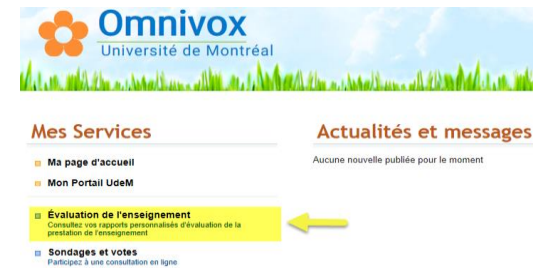 Omnivox
Université de Montréal
Mes Services
Actualités et messages
Ma page d'accueil
Mon Portail UdeM
Aucune nouvelle publiée pour le moment
Évaluation de l'enseignement
Consultez vos rapports personnalisés d'évaluation de la
prestation de l'enseignement
Sondages et votes
Participez à une consultation en ligne